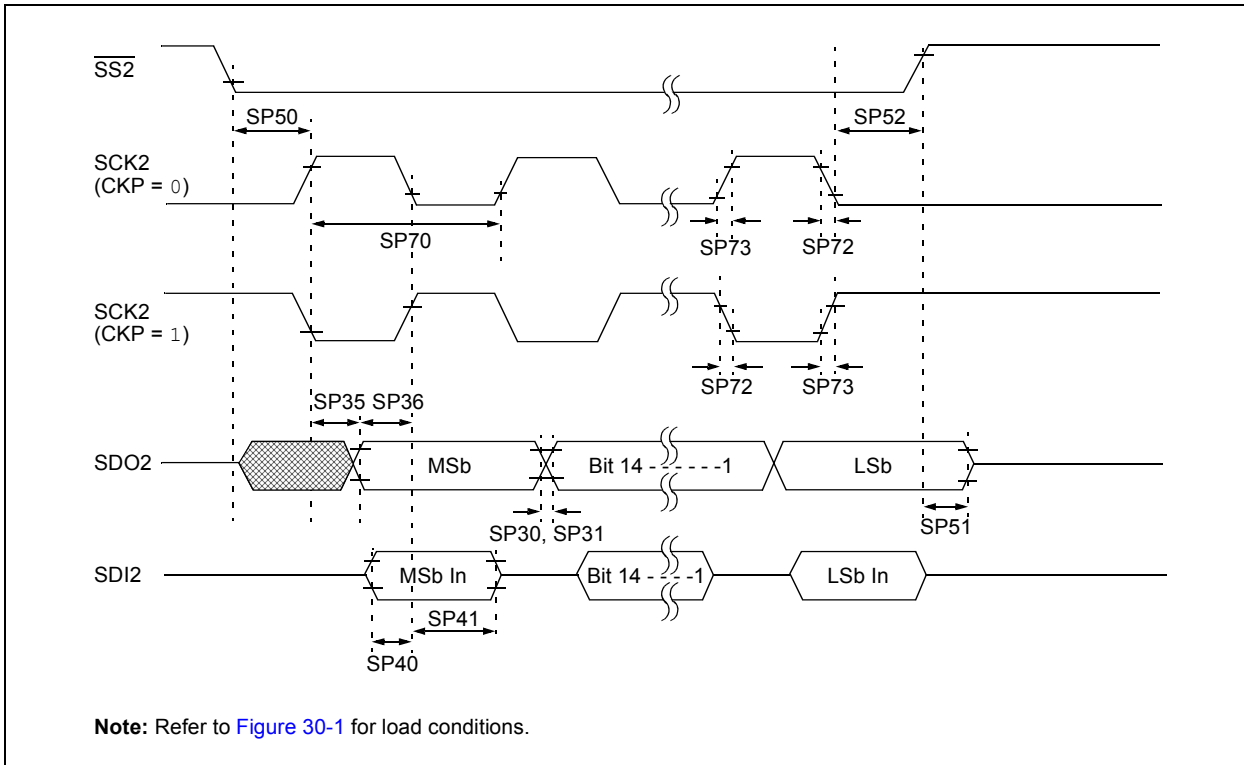 SS2
SP50
SP52
SCK2
(CKP = 0)
SP70
SP73
SP72
SCK2
(CKP = 1)
SP72
SP73
SP35
SP36
SDO2
MSb
Bit 14 - - - - - - -1
LSb
SP30, SP31
SP51
SDI2
MSb In
Bit 14 - - - - -1
LSb In
SP41
SP40
Note: Refer to Figure 30-1 for load conditions.